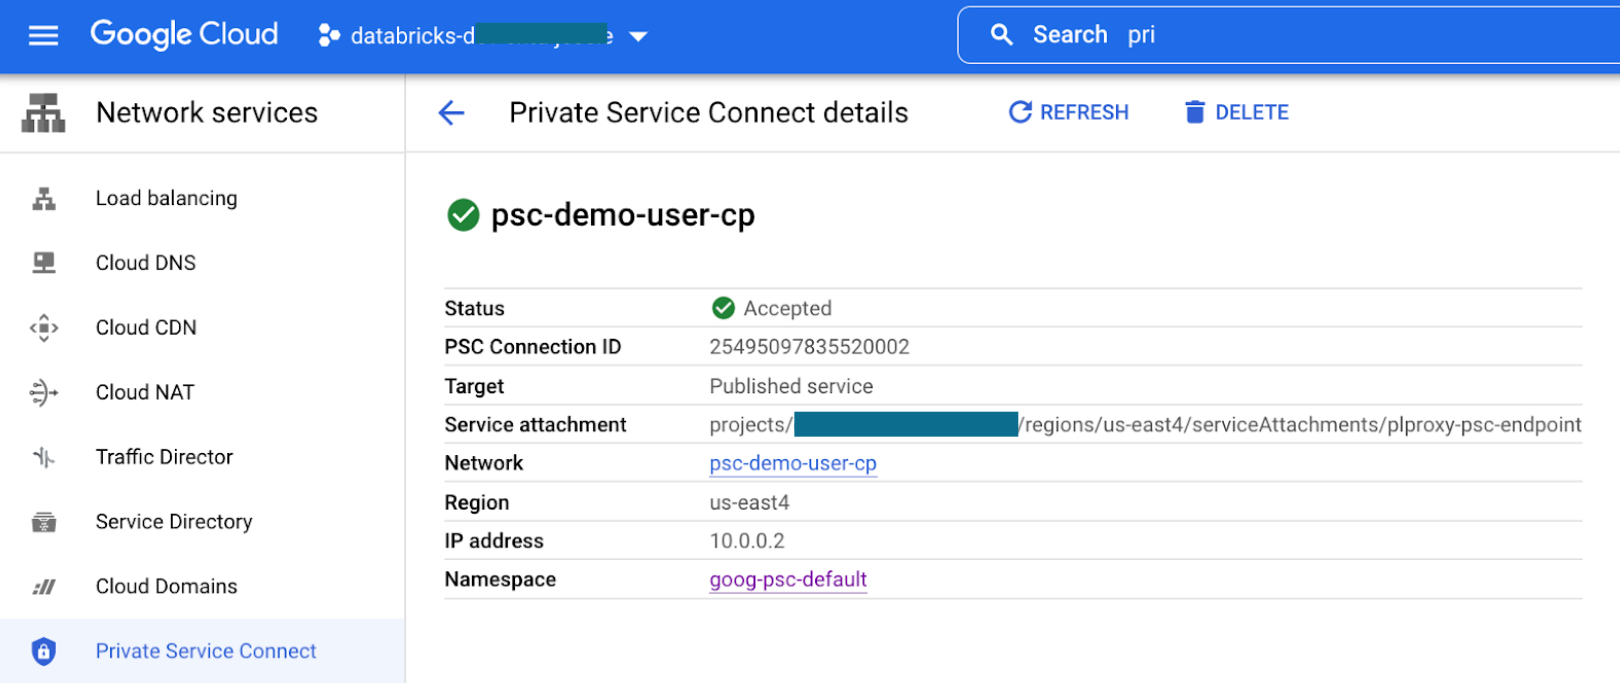 Google Cloud
databricks-d
Search pri
Network services
Private Service Connect details
REFRESH
DELETE
Load balancing
Cloud DNS
Cloud CDN
Cloud NAT
Traffic Director
Service Directory
Cloud Domains
Private Service Connect
psc-demo-user-cp
Status Accepted
PSC Connection ID 25495097835520002
Target Published service
Service attachment projects/ /regions/us-east4/serviceAttachments/plproxy-psc-endpoint
Network psc-demo-user-cp
Region us-east4
IP address 10.0.0.2
Namespace goog-psc-default